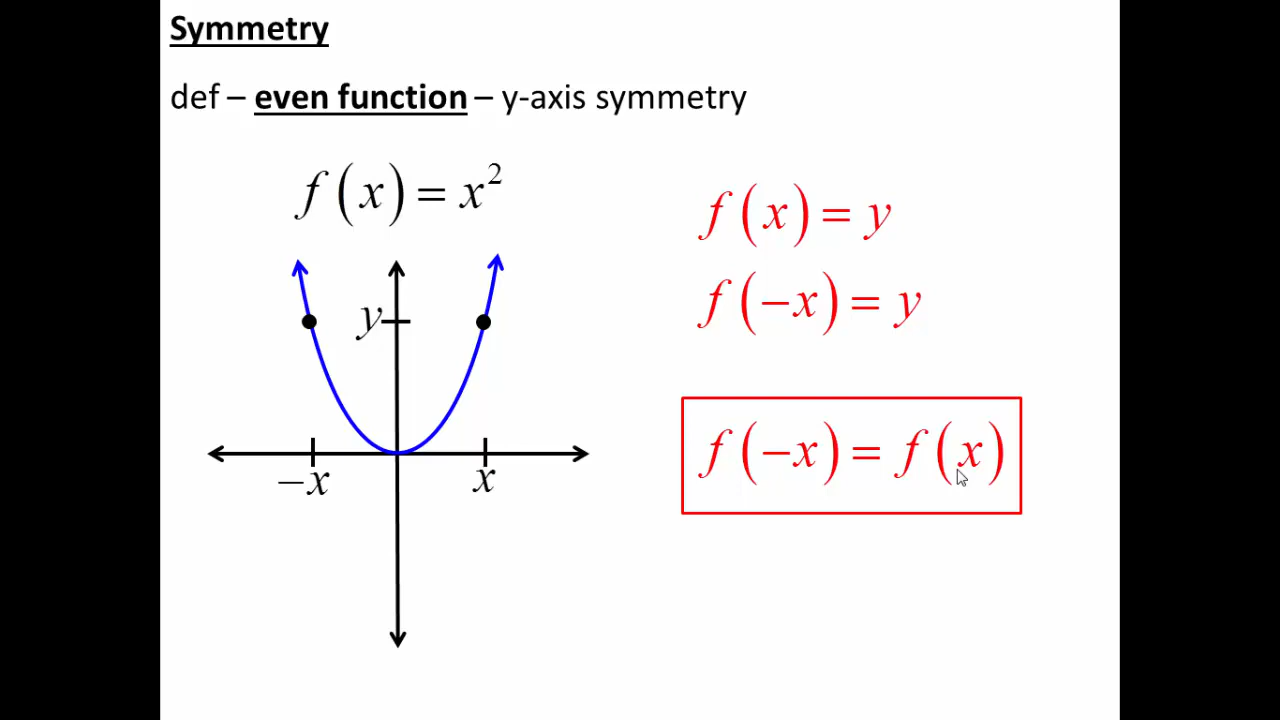 Symmetry
def – even function – y-axis symmetry
f(x) = x²
f(x) = y
f(−x) = y
y
f(−x) = f(x)
−x
x